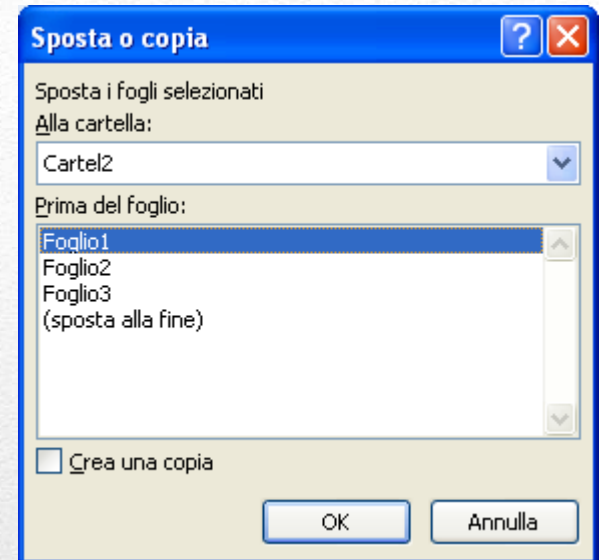 Sposta o copia
Sposta i fogli selezionati
Alla cartella:
Cartel2
Prima del foglio:
Foglio1
Foglio2
Foglio3
(sposta alla fine)
Crea una copia
OK Annulla